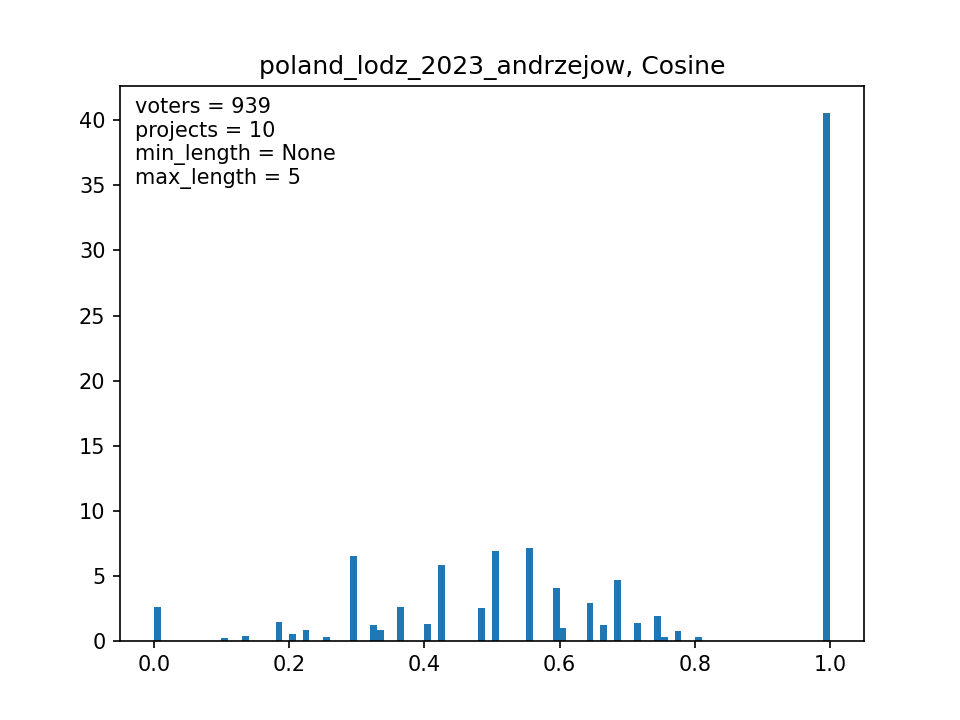 poland_lodz_2023_andrzejow, Cosine
voters = 939
projects = 10
min_length = None
max_length = 5
40
35
30
25
20
15
10
5
0
0.0 0.2 0.4 0.6 0.8 1.0